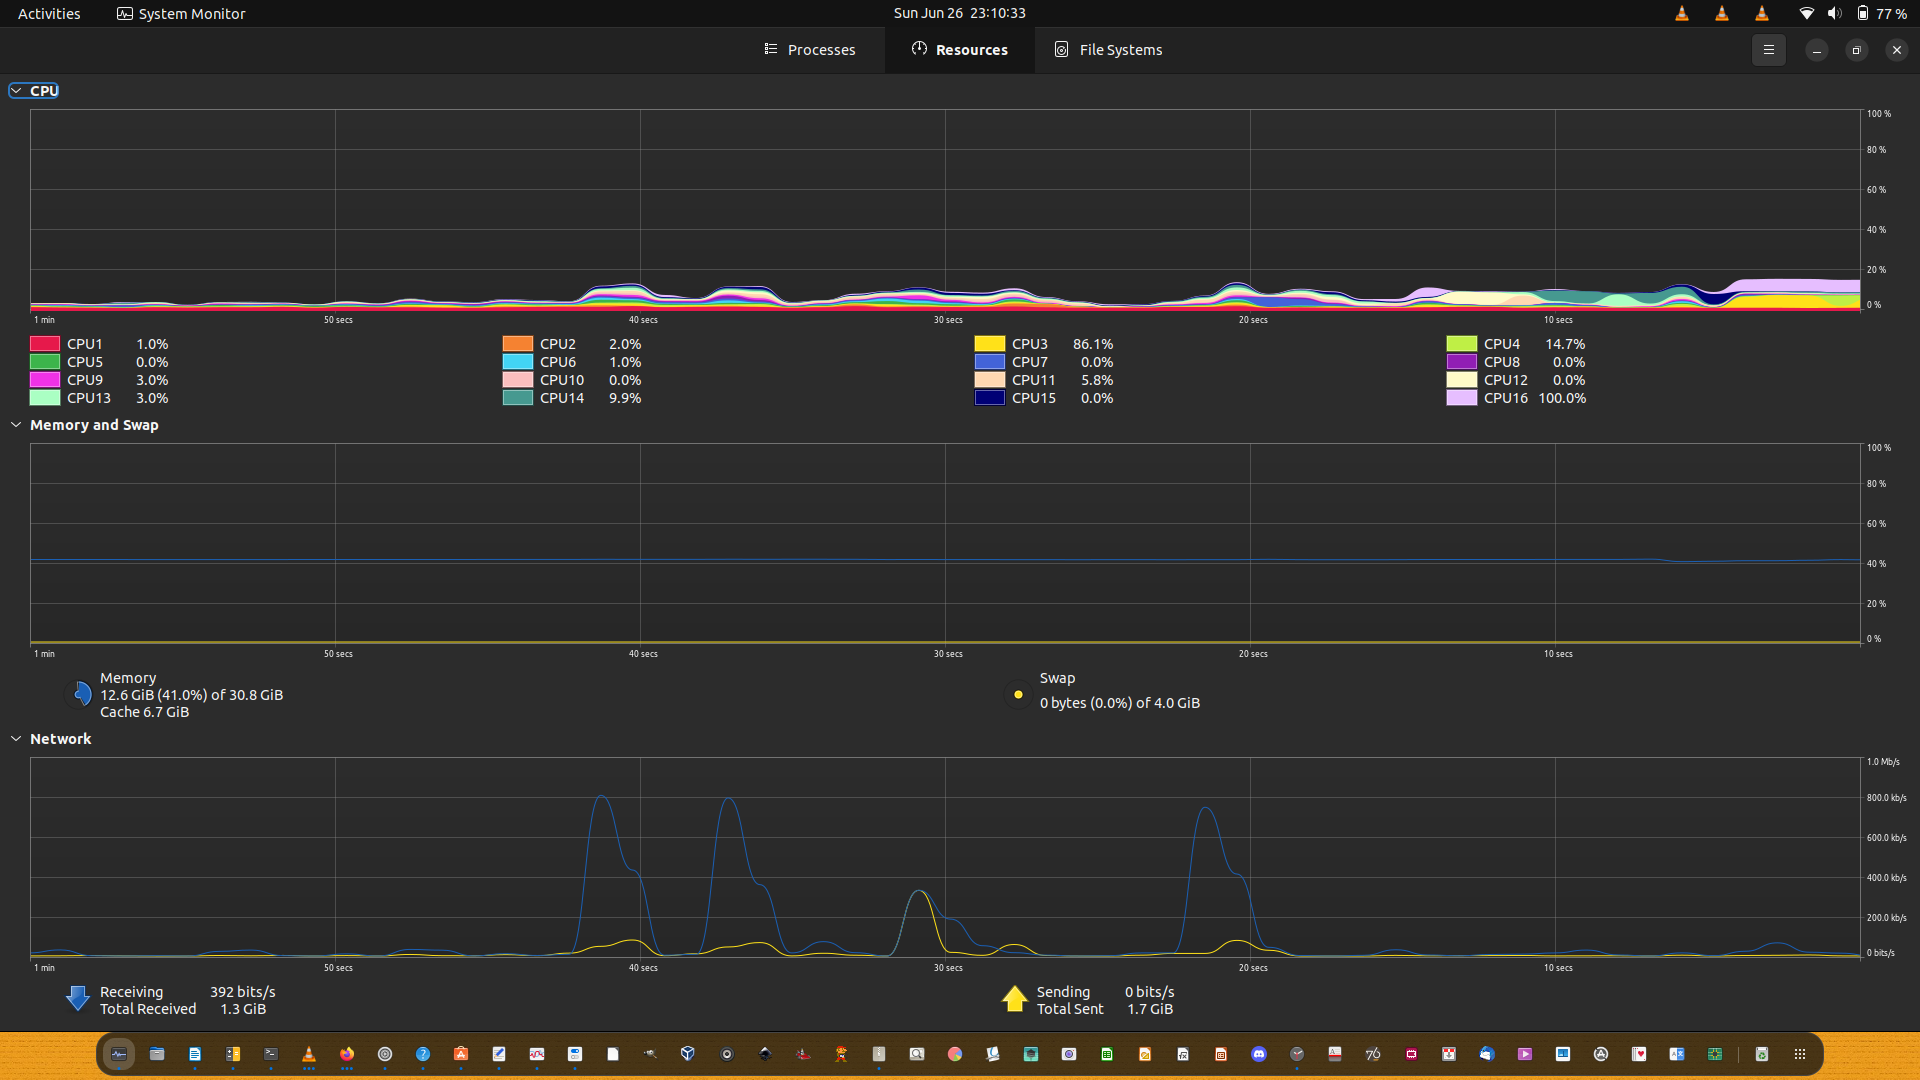 Activities System Monitor Sun Jun 26 23:10:33 77 %
Processes Resources File Systems
CPU
100 %
80 %
60 %
40 %
20 %
0 %
1 min 50 secs 40 secs 30 secs 20 secs 10 secs
CPU1 1.0% CPU2 2.0% CPU3 86.1% CPU4 14.7%
CPU5 0.0% CPU6 1.0% CPU7 0.0% CPU8 0.0%
CPU9 3.0% CPU10 0.0% CPU11 5.8% CPU12 0.0%
CPU13 3.0% CPU14 9.9% CPU15 0.0% CPU16 100.0%
Memory and Swap
100 %
80 %
60 %
40 %
20 %
0 %
1 min 50 secs 40 secs 30 secs 20 secs 10 secs
Memory
12.6 GiB (41.0%) of 30.8 GiB
Cache 6.7 GiB
Swap
0 bytes (0.0%) of 4.0 GiB
Network
1.0 Mb/s
800.0 kb/s
600.0 kb/s
400.0 kb/s
200.0 kb/s
0 bits/s
1 min 50 secs 40 secs 30 secs 20 secs 10 secs
Receiving 392 bits/s
Total Received 1.3 GiB
Sending 0 bits/s
Total Sent 1.7 GiB